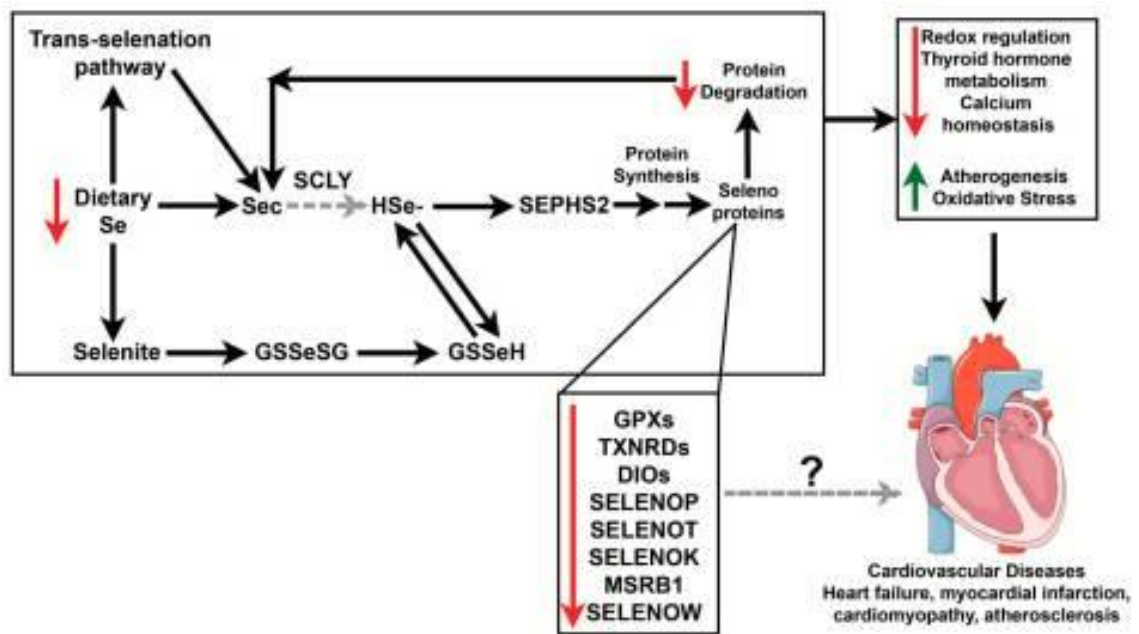 Trans-selenation
pathway
Dietary
Se
Selenite
GSSeSG
GSSeH
Sec
SCLY
HSe-
SEPHS2
Protein
Synthesis
Seleno
proteins
Protein
Degradation
Redox regulation
Thyroid hormone
metabolism
Calcium
homeostasis
Atherogenesis
Oxidative Stress
GPXs
TXNRDs
DIOs
SELENOP
SELENOT
SELENOK
MSRB1
SELENOW
?
Cardiovascular Diseases
Heart failure, myocardial infarction,
cardiomyopathy, atherosclerosis